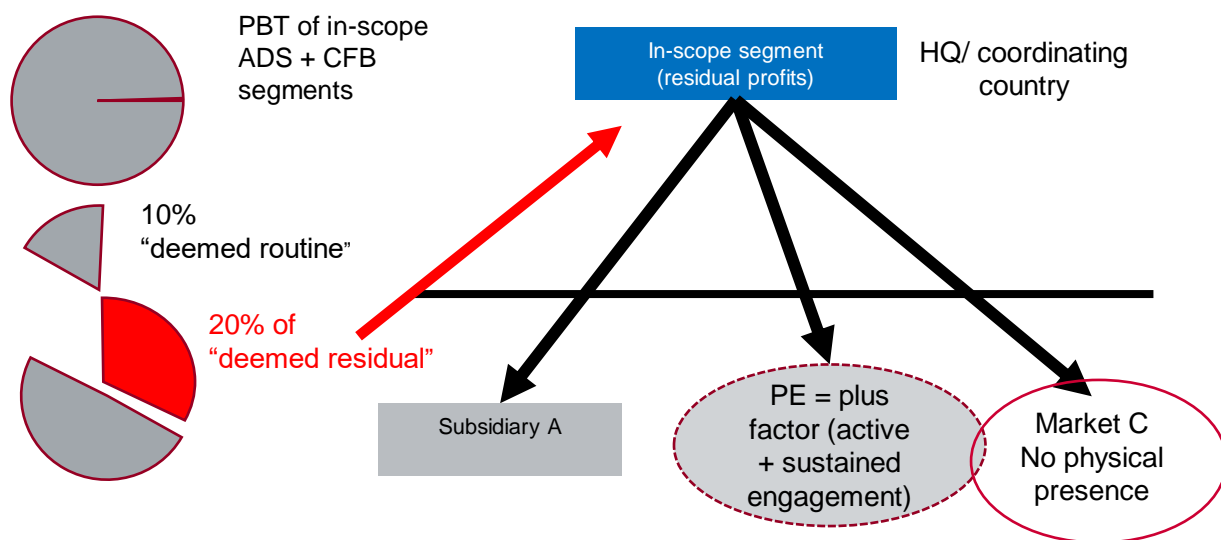 PBT of in-scope
ADS + CFB
segments
In-scope segment
(residual profits)
HQ/ coordinating
country
10%
“deemed routine”
20% of
“deemed residual”
Subsidiary A
PE = plus
factor (active
+ sustained
engagement)
Market C
No physical
presence